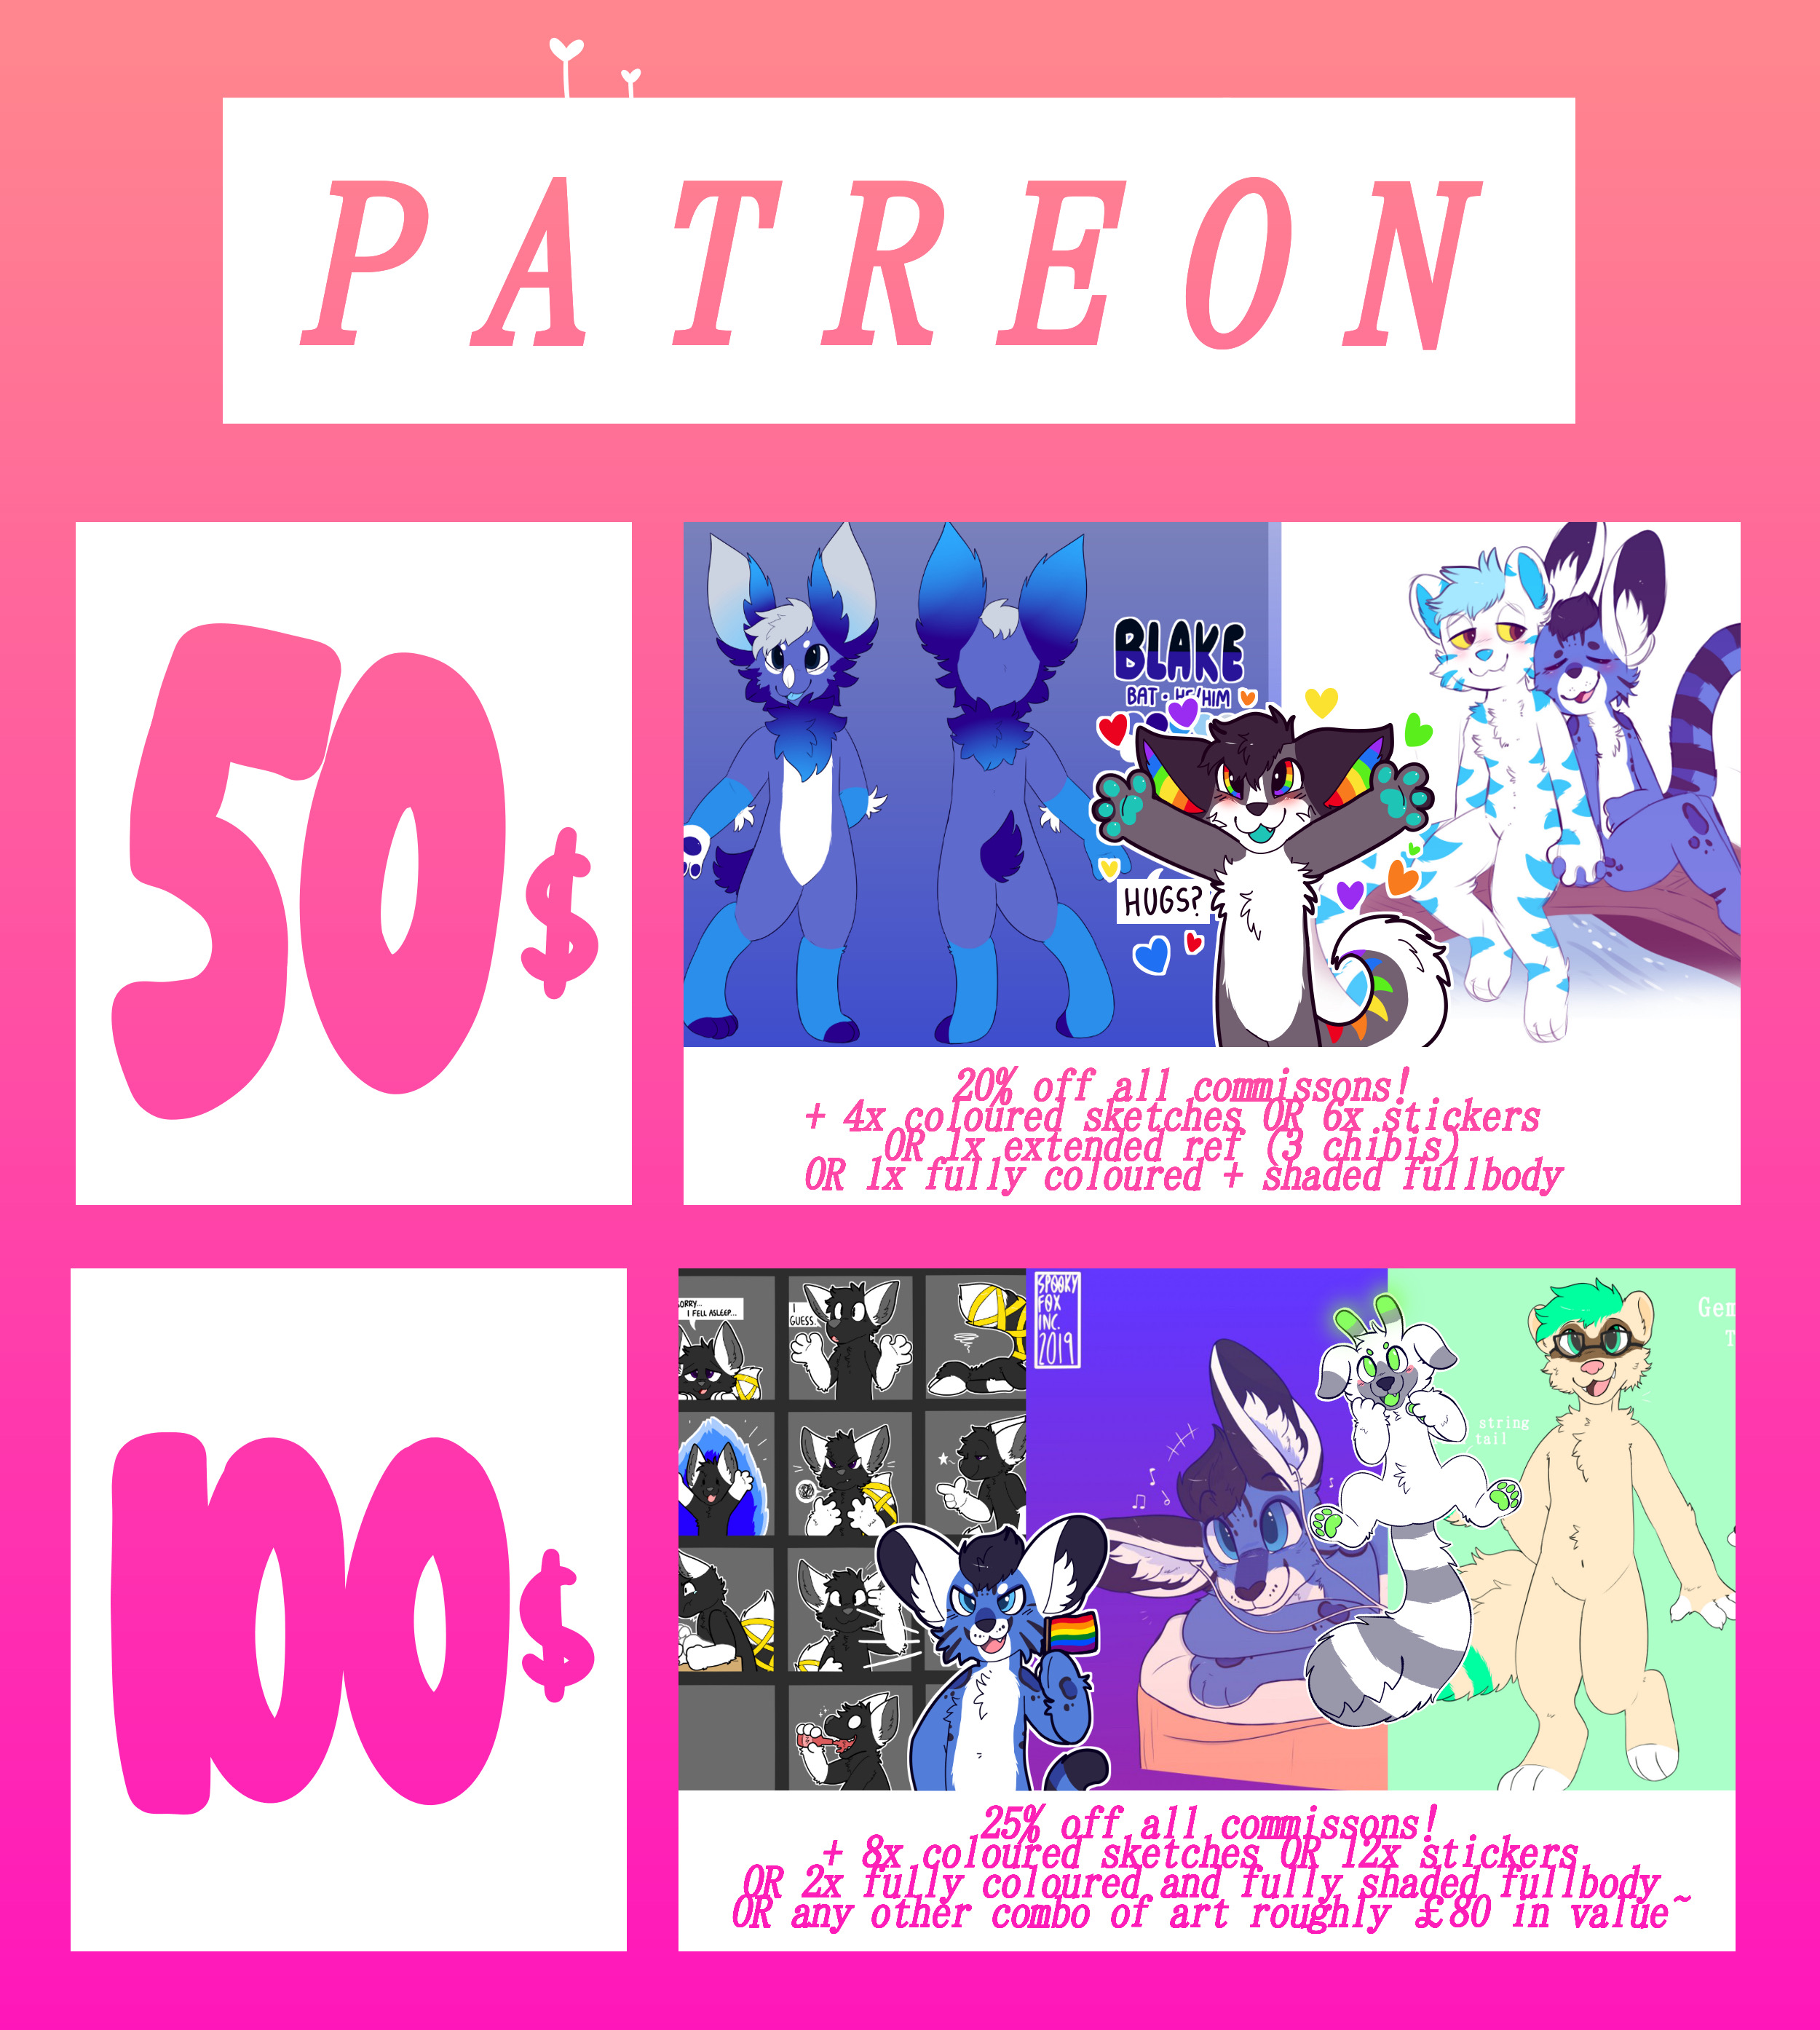 PATREON
50$
BLAKE
BAT • HE/HIM
HUGS?
20% off all commissons!
+ 4x coloured sketches OR 6x stickers
OR 1x extended ref (3 chibis)
OR 1x fully coloured + shaded fullbody
100$
SORRY...
I FELL ASLEEP...
I
GUESS.
SPOOKY
FOX
INC.
2019
Gem
T
string
tail
25% off all commissons!
+ 8x coloured sketches OR 12x stickers
OR 2x fully coloured and fully shaded fullbody
OR any other combo of art roughly £80 in value~